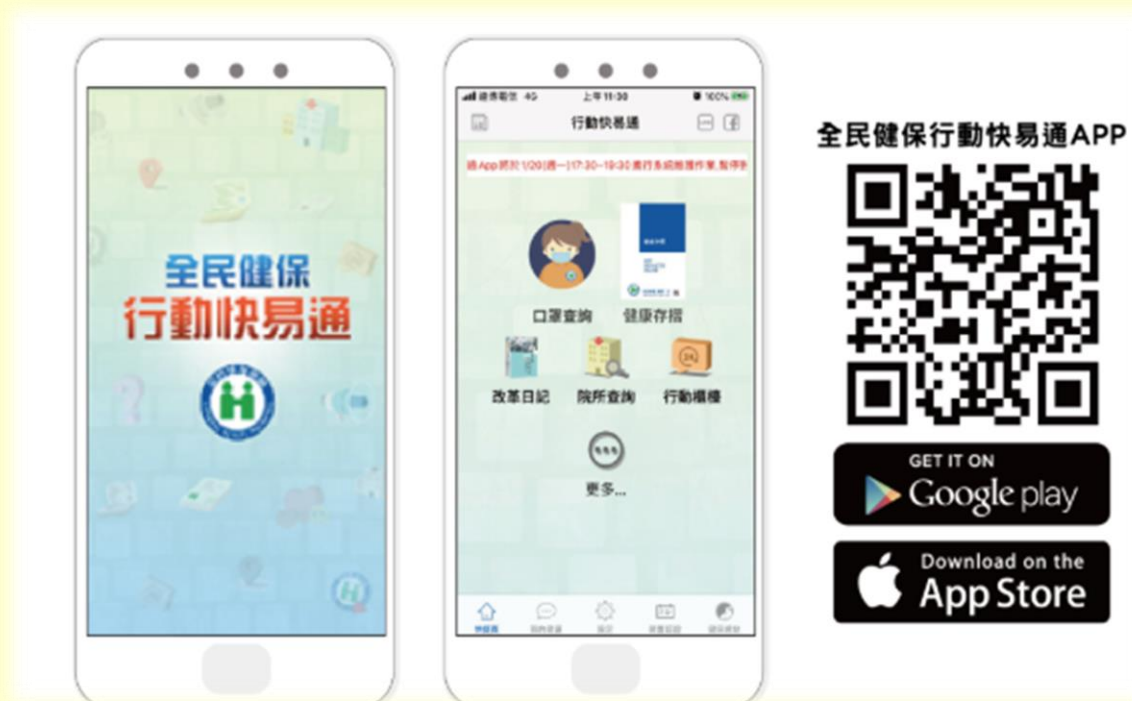 全民健保
行動快易通
4G 上午11:30 100%
行動快易通
口罩查詢
健康存摺
改革日記
院所查詢
行動櫃檯
更多...
全民健保行動快易通APP
GET IT ON
Google play
Download on the
App Store